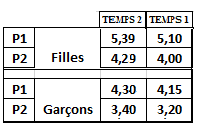 TEMPS 2 TEMPS 1
P1 5,39 5,10
P2 Filles 4,29 4,00
P1 4,30 4,15
P2 Garçons 3,40 3,20